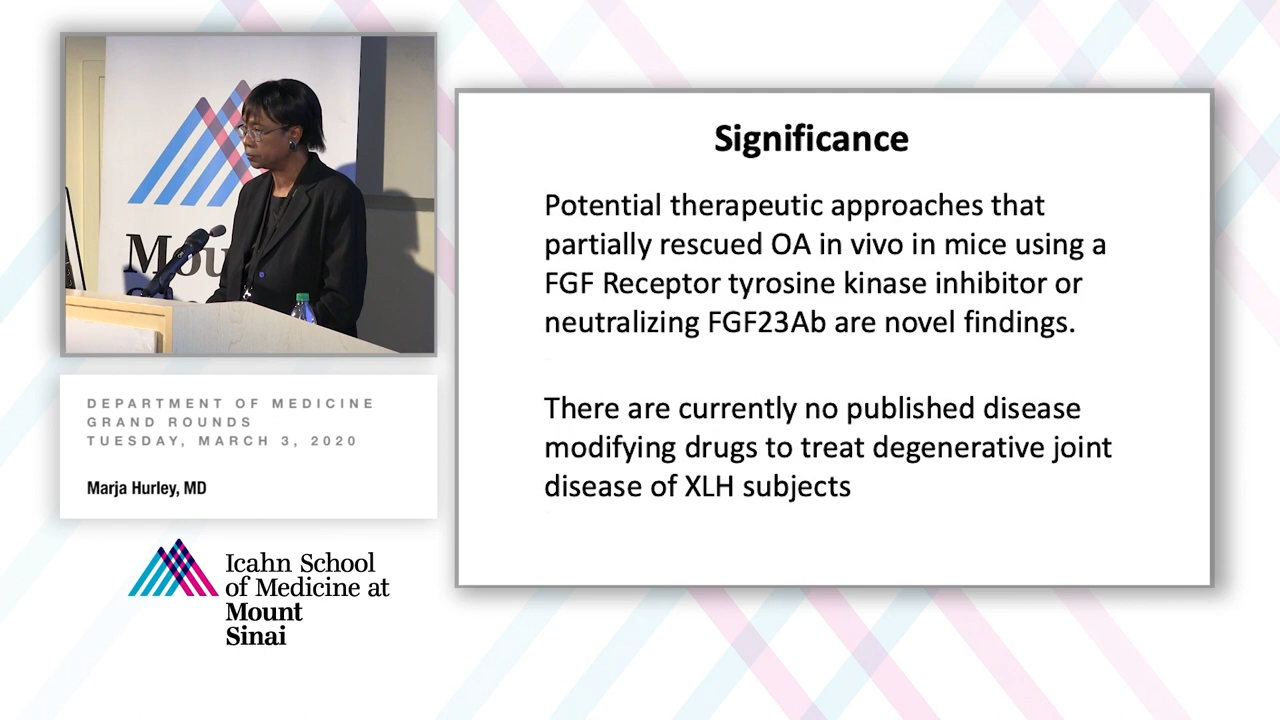 Mou
DEPARTMENT OF MEDICINE
GRAND ROUNDS
TUESDAY, MARCH 3, 2020
Marja Hurley, MD
Icahn School
of Medicine at
Mount
Sinai
Significance
Potential therapeutic approaches that
partially rescued OA in vivo in mice using a
FGF Receptor tyrosine kinase inhibitor or
neutralizing FGF23Ab are novel findings.
There are currently no published disease
modifying drugs to treat degenerative joint
disease of XLH subjects